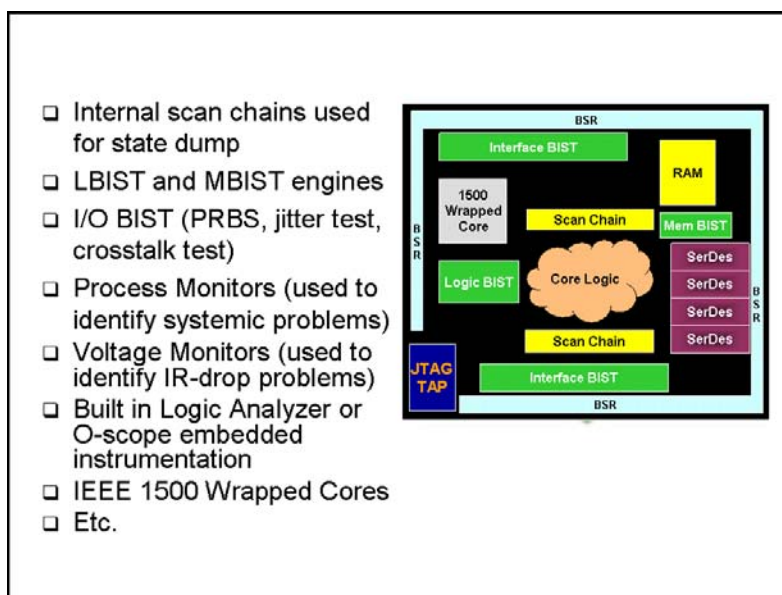 Internal scan chains used
for state dump
LBIST and MBIST engines
I/O BIST (PRBS, jitter test,
crosstalk test)
Process Monitors (used to
identify systemic problems)
Voltage Monitors (used to
identify IR-drop problems)
Built in Logic Analyzer or
O-scope embedded
instrumentation
IEEE 1500 Wrapped Cores
Etc.
BSR
Interface BIST
RAM
1500
Wrapped
Core
Scan Chain
Mem BIST
BSR
SerDes
Logic BIST
Core Logic
SerDes
BSR
SerDes
Scan Chain
SerDes
JTAG
TAP
Interface BIST
BSR